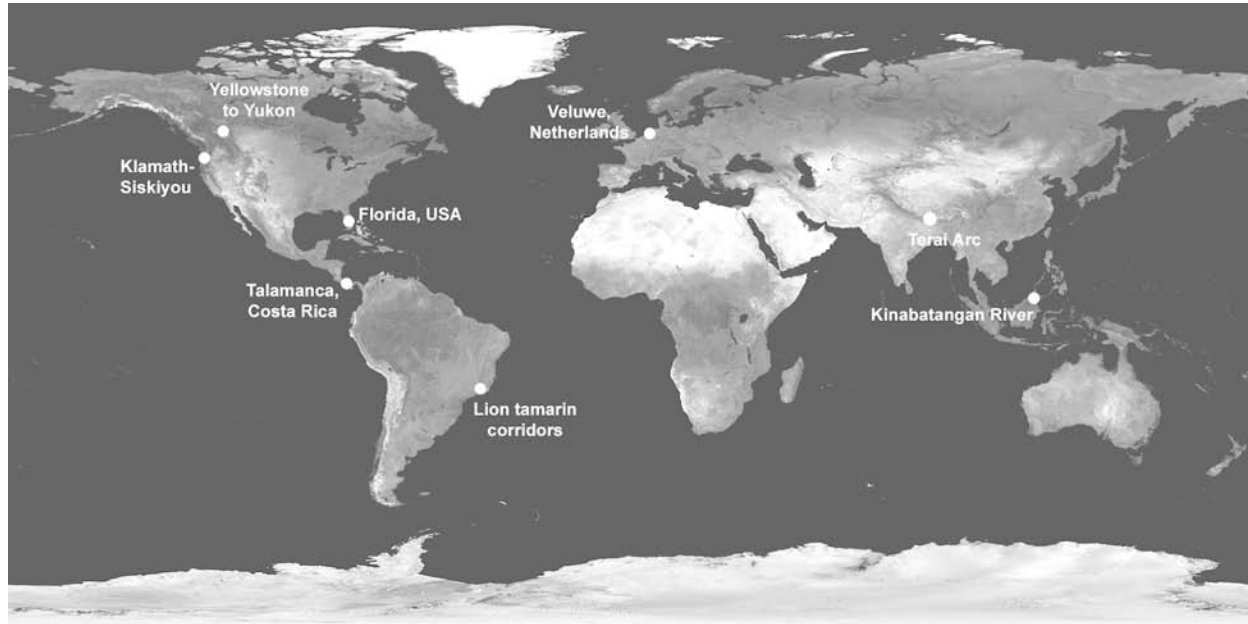 Yellowstone
to Yukon
Veluwe,
Netherlands
Klamath-
Siskiyou
Florida, USA
Terai Arc
Talamanca,
Costa Rica
Kinabatangan River
Lion tamarin
corridors